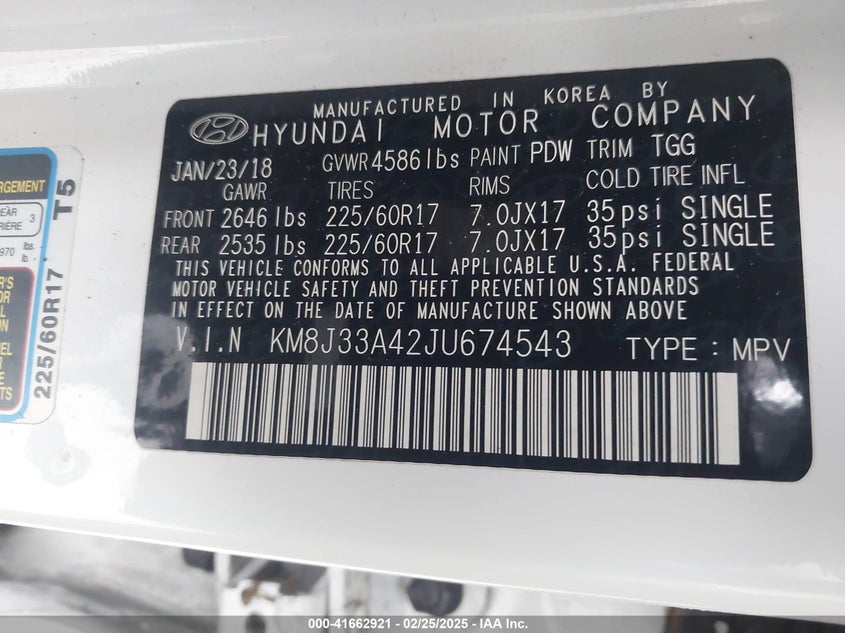 MANUFACTURED IN KOREA BY
HYUNDAI MOTOR COMPANY
JAN/23/18 GVWR 4586 lbs PAINT PDW TRIM TGG
GAWR TIRES RIMS COLD TIRE INFL
FRONT 2646 lbs 225/60R17 7.0JX17 35psi SINGLE
REAR 2535 lbs 225/60R17 7.0JX17 35psi SINGLE
THIS VEHICLE CONFORMS TO ALL APPLICABLE U.S.A. FEDERAL
MOTOR VEHICLE SAFETY AND THEFT PREVENTION STANDARDS
IN EFFECT ON THE DATE OF MANUFACTURE SHOWN ABOVE
V.I.N KM8J33A42JU674543 TYPE : MPV
3
970 lbs.
lb.
225/60R17 T5
000-41662921 - 02/25/2025 - © IAA, Inc.